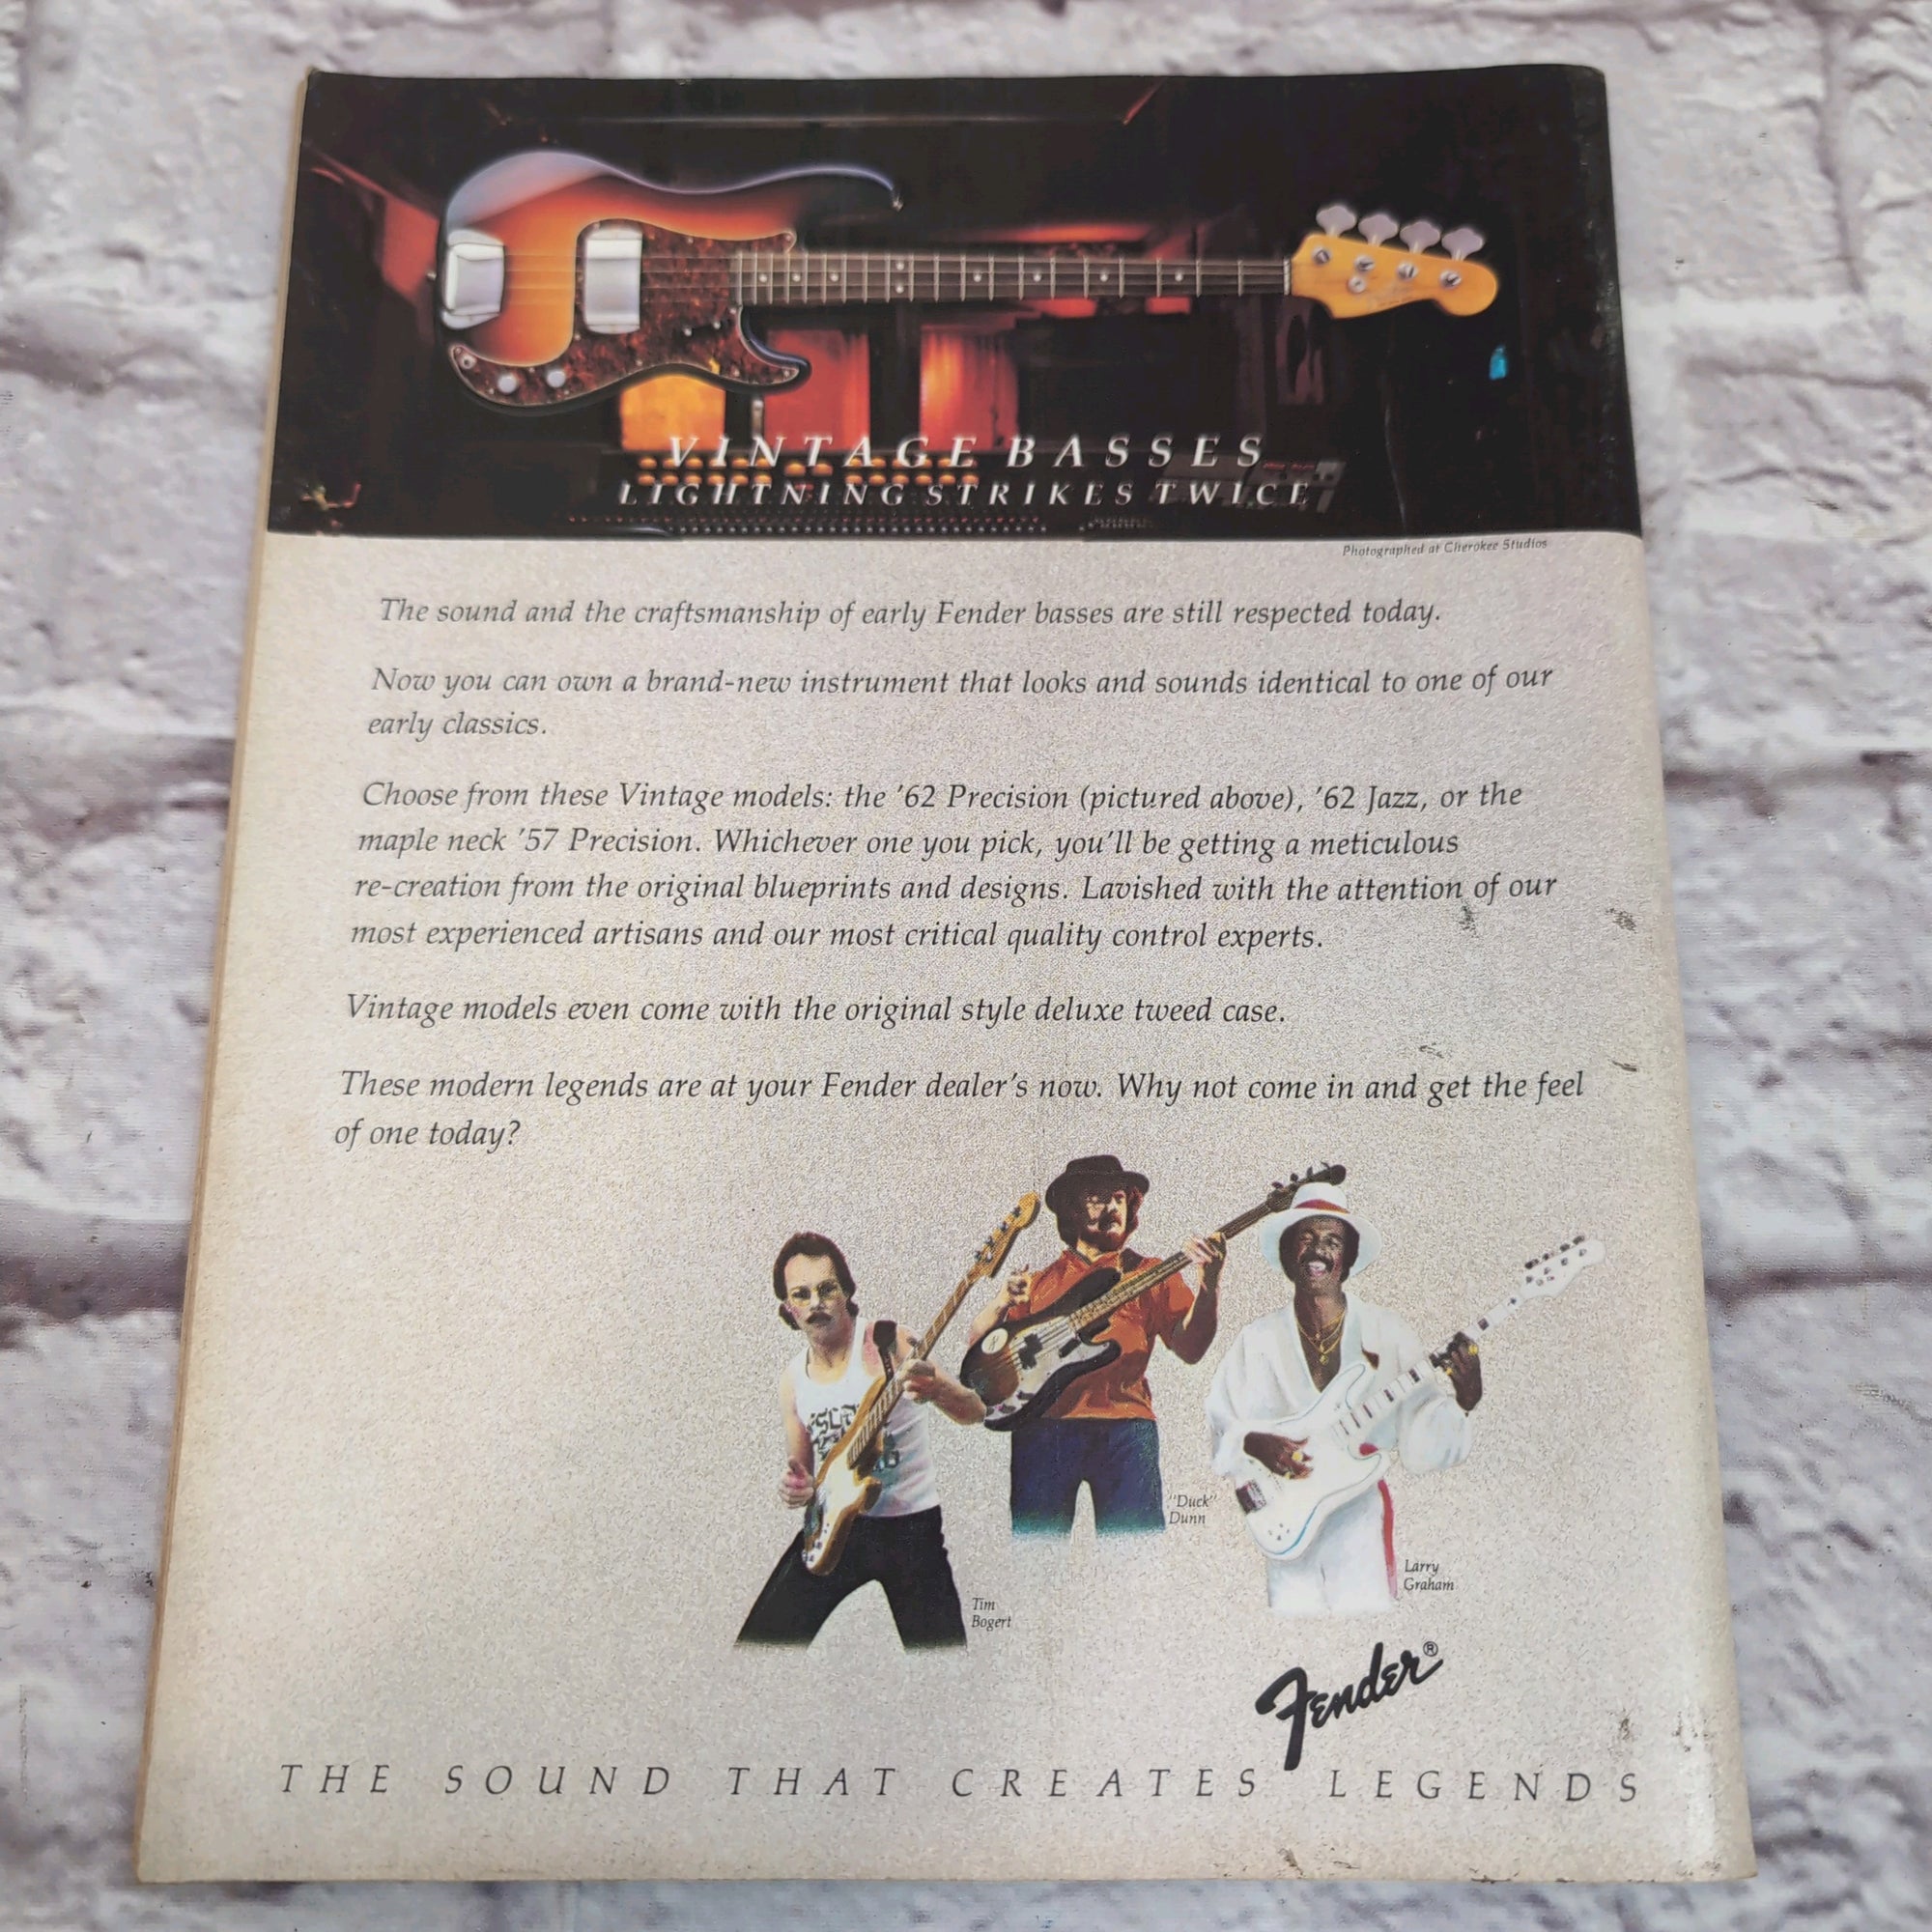 VINTAGE BASSES
LIGHTNING STRIKES TWICE
Photographed at Cherokee Studios
The sound and the craftsmanship of early Fender basses are still respected today.
Now you can own a brand-new instrument that looks and sounds identical to one of our
early classics.
Choose from these Vintage models: the '62 Precision (pictured above), '62 Jazz, or the
maple neck '57 Precision. Whichever one you pick, you'll be getting a meticulous
re-creation from the original blueprints and designs. Lavished with the attention of our
most experienced artisans and our most critical quality control experts.
Vintage models even come with the original style deluxe tweed case.
These modern legends are at your Fender dealer's now. Why not come in and get the feel
of one today?
"Duck"
Dunn
Larry
Graham
Tim
Bogert
Fender®
THE SOUND THAT CREATES LEGENDS